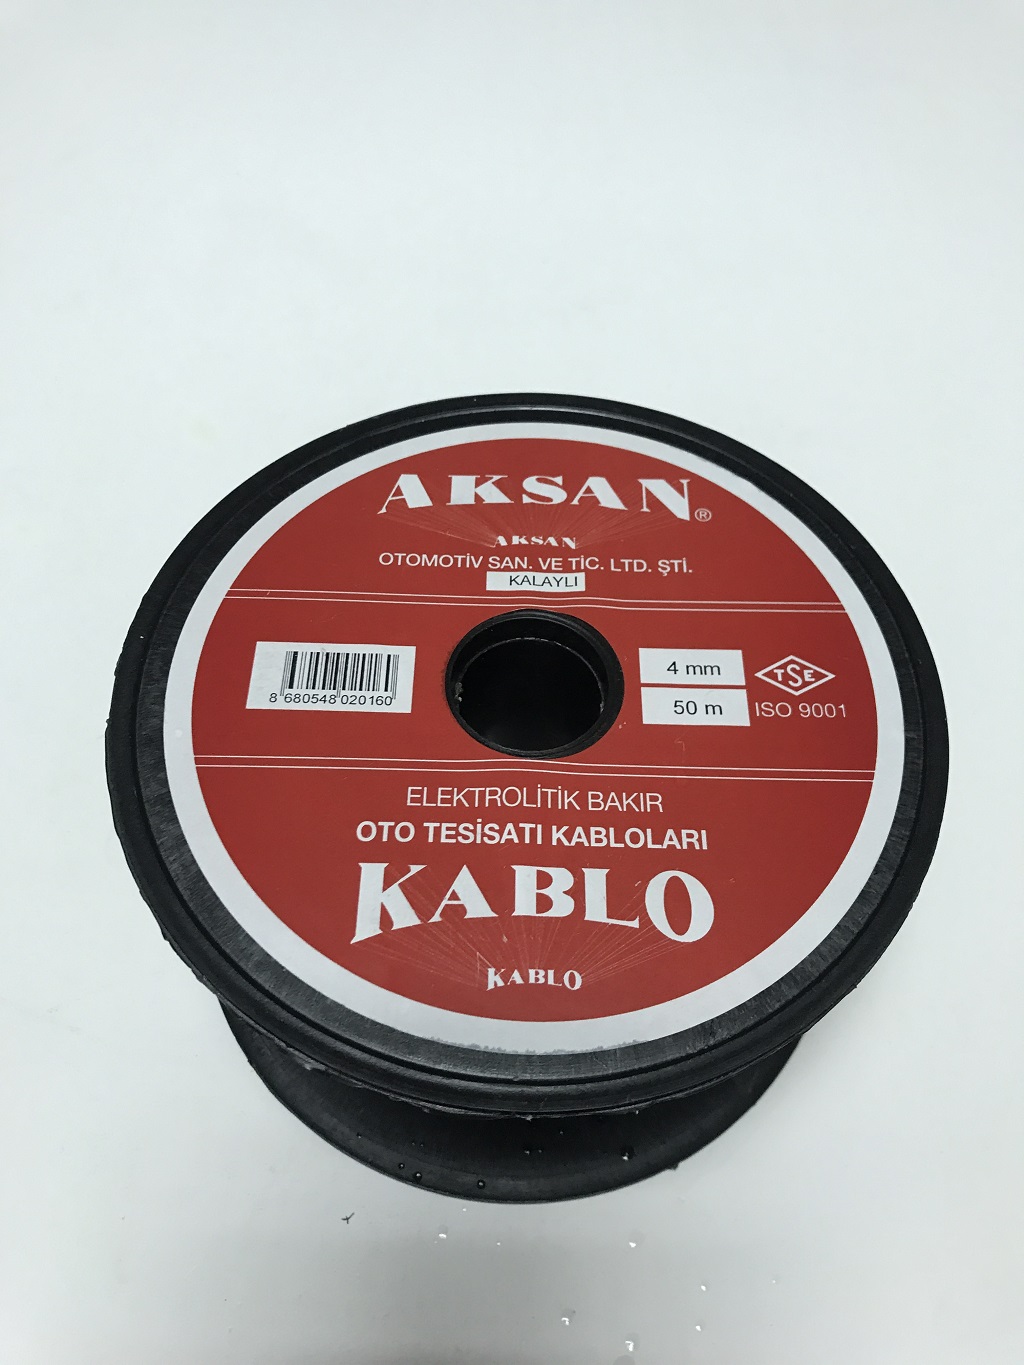 AKSAN®
AKSAN
OTOMOTİV SAN. VE TİC. LTD. ŞTİ.
KALAYLI
8 680548 020160
4 mm
50 m
TSE
ISO 9001
ELEKTROLİTİK BAKIR
OTO TESİSATI KABLOLARI
KABLO
KABLO